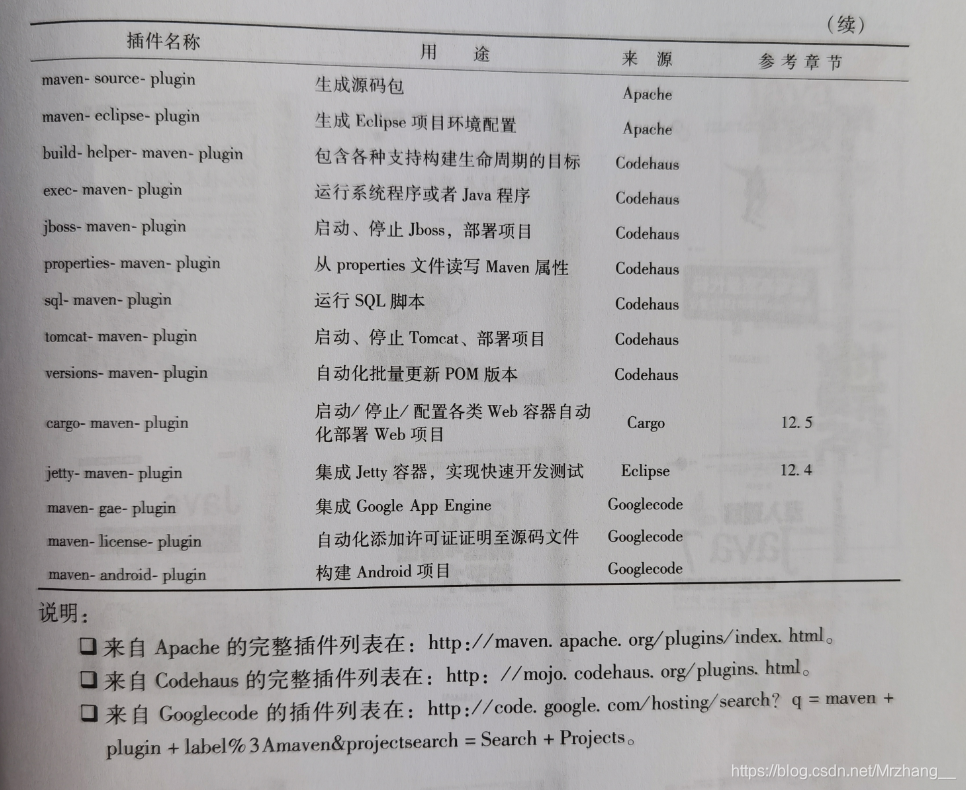 （续）
插件名称 用 途 来 源 参考章节
maven- source- plugin 生成源码包 Apache
maven- eclipse- plugin 生成 Eclipse 项目环境配置 Apache
build- helper- maven- plugin 包含各种支持构建生命周期的目标 Codehaus
exec- maven- plugin 运行系统程序或者 Java 程序 Codehaus
jboss- maven- plugin 启动、停止 Jboss，部署项目 Codehaus
properties- maven- plugin 从 properties 文件读写 Maven 属性 Codehaus
sql- maven- plugin 运行 SQL 脚本 Codehaus
tomcat- maven- plugin 启动、停止 Tomcat、部署项目 Codehaus
versions- maven- plugin 自动化批量更新 POM 版本 Codehaus
cargo- maven- plugin 启动/ 停止/ 配置各类 Web 容器自动
化部署 Web 项目 Cargo 12. 5
jetty- maven- plugin 集成 Jetty 容器，实现快速开发测试 Eclipse 12. 4
maven- gae- plugin 集成 Google App Engine Googlecode
maven- license- plugin 自动化添加许可证证明至源码文件 Googlecode
maven- android- plugin 构建 Android 项目 Googlecode
说明：
❑ 来自 Apache 的完整插件列表在：http://maven. apache. org/plugins/index. html。
❑ 来自 Codehaus 的完整插件列表在：http：//mojo. codehaus. org/plugins. html。
❑ 来自 Googlecode 的插件列表在：http://code. google. com/hosting/search？q = maven +
plugin + label% 3Amaven&projectsearch = Search + Projects。
https://blog.csdn.net/Mrzhang__